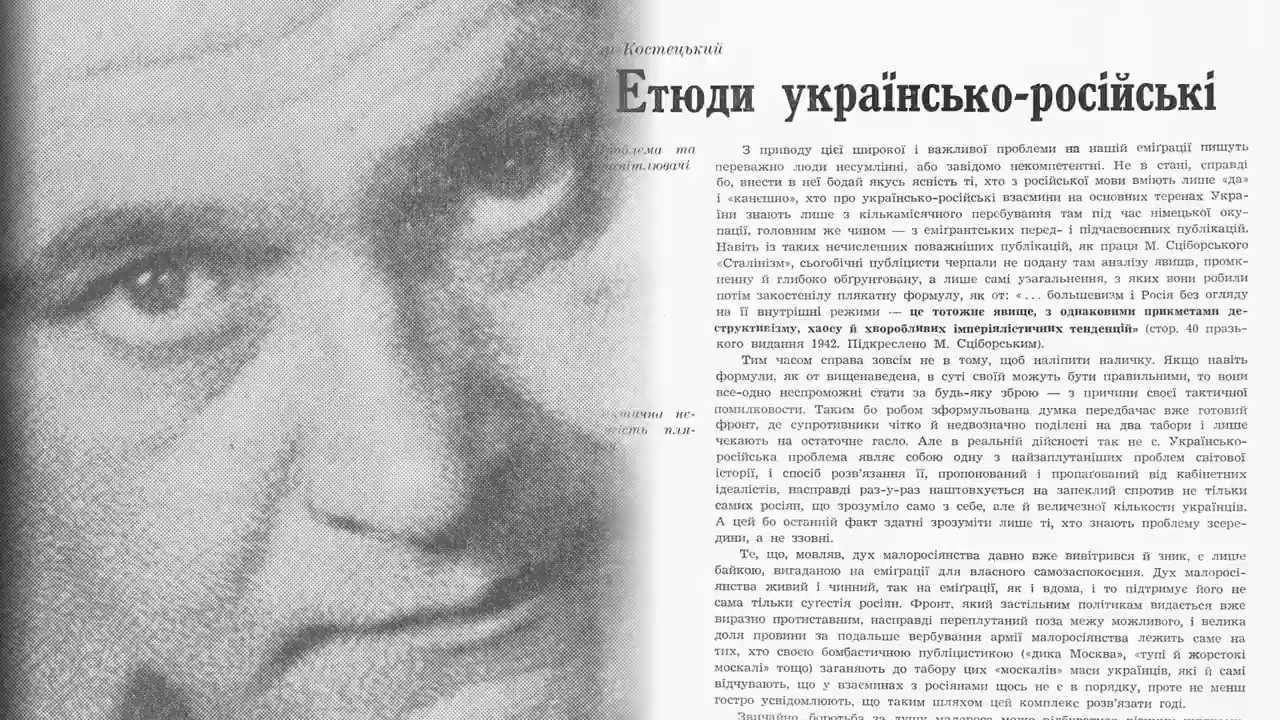 Костецький
Етюди українсько-російські
та
З приводу цієї широкої і важливої проблеми на нашій еміґрації пишуть
переважно люди несумлінні, або завідомо некомпетентні. Не в стані, справді
бо, внести в неї бодай якусь ясність ті, хто з російської мови вміють лише «да»
і «канєшно», хто про українсько-російські взаємини на основних теренах Укра-
їни знають лише з кількамісячного перебування там під час німецької оку-
пації, головним же чином — з еміґрантських перед- і підчасвоєнних публікацій.
Навіть із таких нечисленних поважніших публікацій, як праця М. Сціборського
«Сталінізм», сьогобічні публіцисти черпали не подану там аналізу явища, промк-
ненну й глибоко обґрунтовану, а лише самі узагальнення, з яких вони робили
потім закостенілу плякатну формулу, як от: «... большевизм і Росія без огляду
на її внутрішні режими — це тотожне явище, з однаковими прикметами де-
структивізму, хаосу й хворобливих імперіялістичних тенденцій» (стор. 40 празь-
кого видання 1942. Підкреслено М. Сціборським).
Тим часом справа зовсім не в тому, щоб наліпити наличку. Якщо навіть
формули, як от вищенаведена, в суті своїй можуть бути правильними, то вони
все-одно неспроможні стати за будь-яку зброю — з причини своєї тактичної
помилковости. Таким бо робом зформульована думка передбачає вже готовий
фронт, де супротивники чітко й недвозначно поділені на два табори і лише
чекають на остаточне гасло. Але в реальній дійсності так не є. Українсько-
російська проблема являє собою одну з найзаплутаніших проблем світової
історії, і спосіб розв’язання її, пропонований і пропаґований від кабінетних
ідеалістів, насправді раз-у-раз наштовхується на запеклий спротив не тільки
самих росіян, що зрозуміло само з себе, але й величезної кількости українців.
А цей бо останній факт здатні зрозуміти лише ті, хто знають проблему зсере-
дини, а не ззовні.
Те, що, мовляв, дух малоросіянства давно вже вивітрився й зник, є лише
байкою, вигаданою на еміґрації для власного самозаспокоєння. Дух малоросі-
янства живий і чинний, так на еміґрації, як і вдома, і то підтримує його не
сама тільки суґестія росіян. Фронт, який застільним політикам видається вже
виразно протиставним, насправді переплутаний поза межу можливого, і велика
доля провини за подальше вербування армії малоросіянства лежить саме на
тих, хто своєю бомбастичною публіцистикою («дика Москва», «тупі й жорстокі
москалі» тощо) заганяють до табору цих «москалів» маси українців, які й самі
відчувають, що у взаєминах з росіянами щось не є в порядку, проте не менш
гостро усвідомлюють, що таким шляхом цей комплекс розв’язати годі.